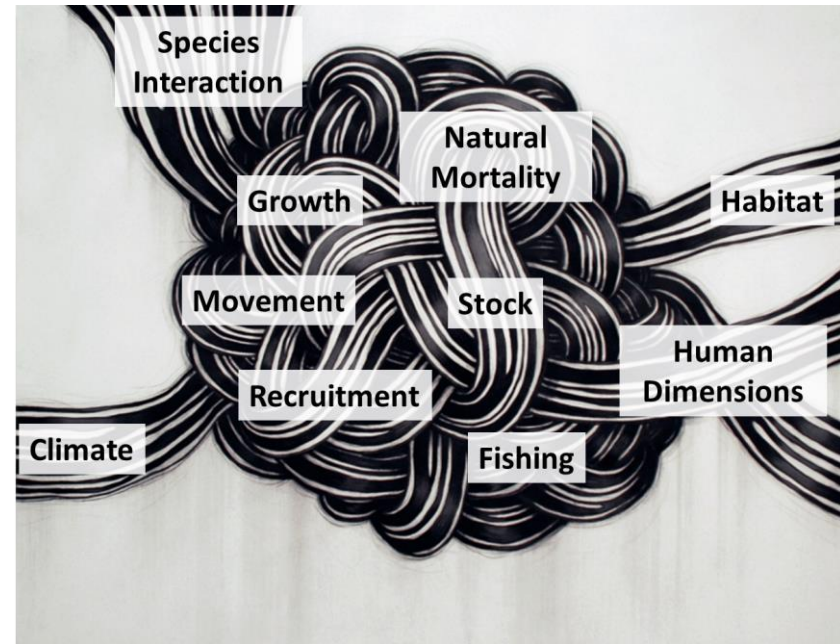 Species
Interaction
Natural
Mortality
Growth
Habitat
Movement
Stock
Human
Dimensions
Recruitment
Climate
Fishing